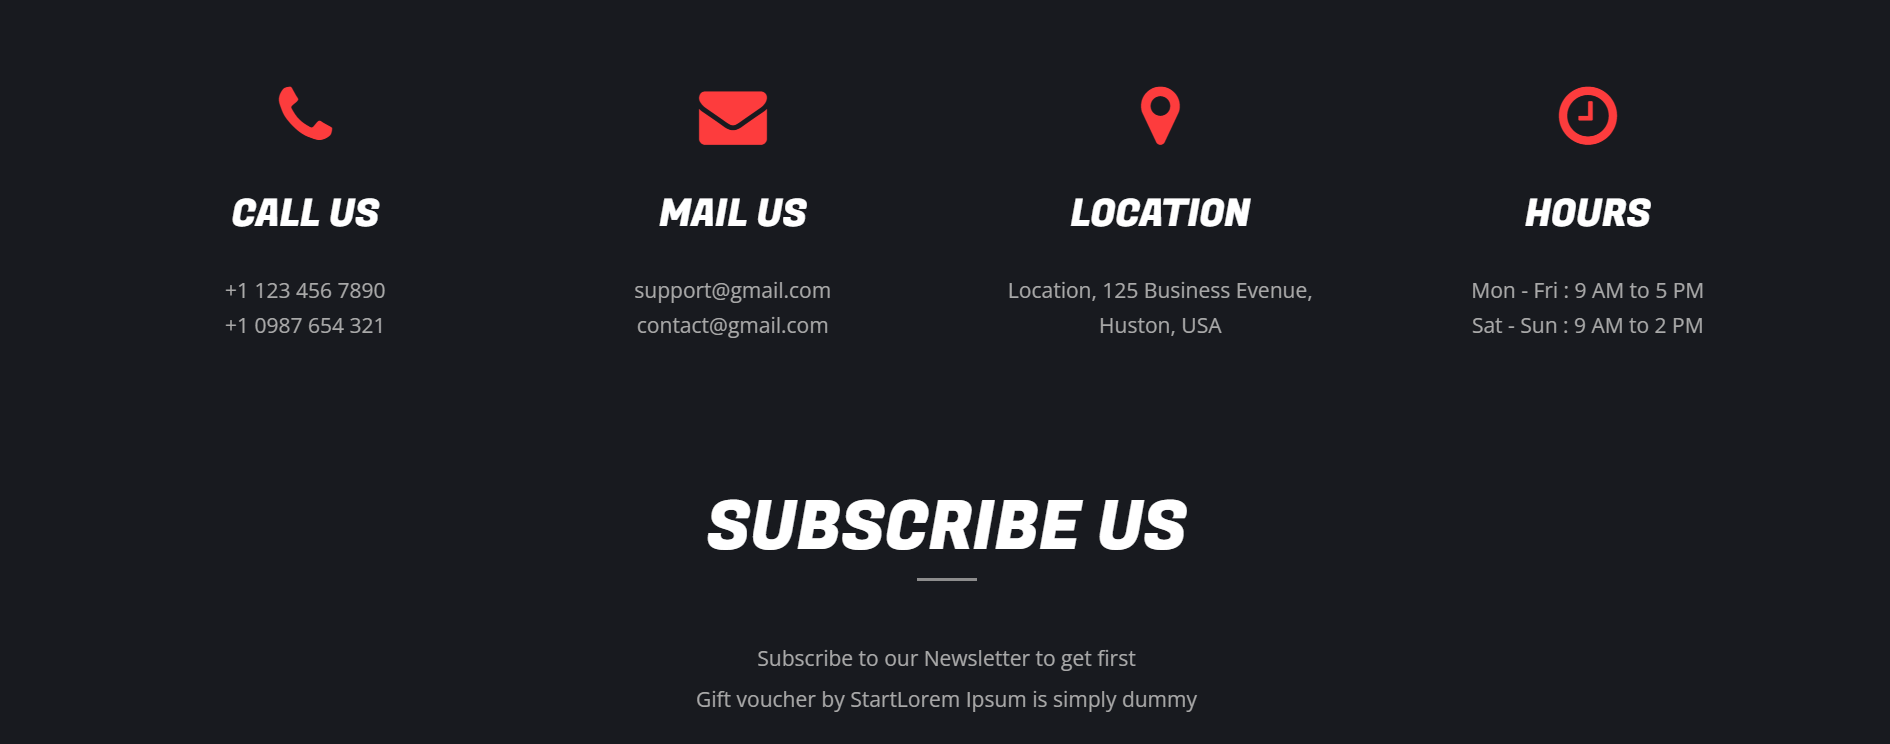 CALL US
+1 123 456 7890
+1 0987 654 321
MAIL US
support@gmail.com
contact@gmail.com
LOCATION
Location, 125 Business Evenue,
Huston, USA
HOURS
Mon - Fri : 9 AM to 5 PM
Sat - Sun : 9 AM to 2 PM
SUBSCRIBE US
Subscribe to our Newsletter to get first
Gift voucher by StartLorem Ipsum is simply dummy